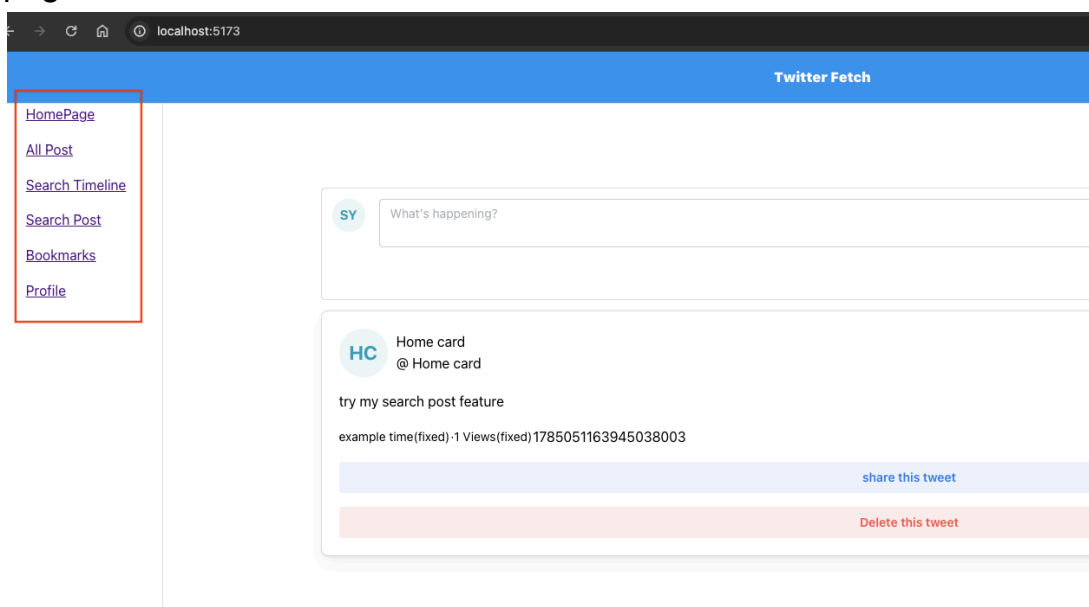 localhost:5173
Twitter Fetch
HomePage
All Post
Search Timeline
Search Post
Bookmarks
Profile
SY
What's happening?
HC
Home card
@ Home card
try my search post feature
example time(fixed)·1 Views(fixed)1785051163945038003
share this tweet
Delete this tweet